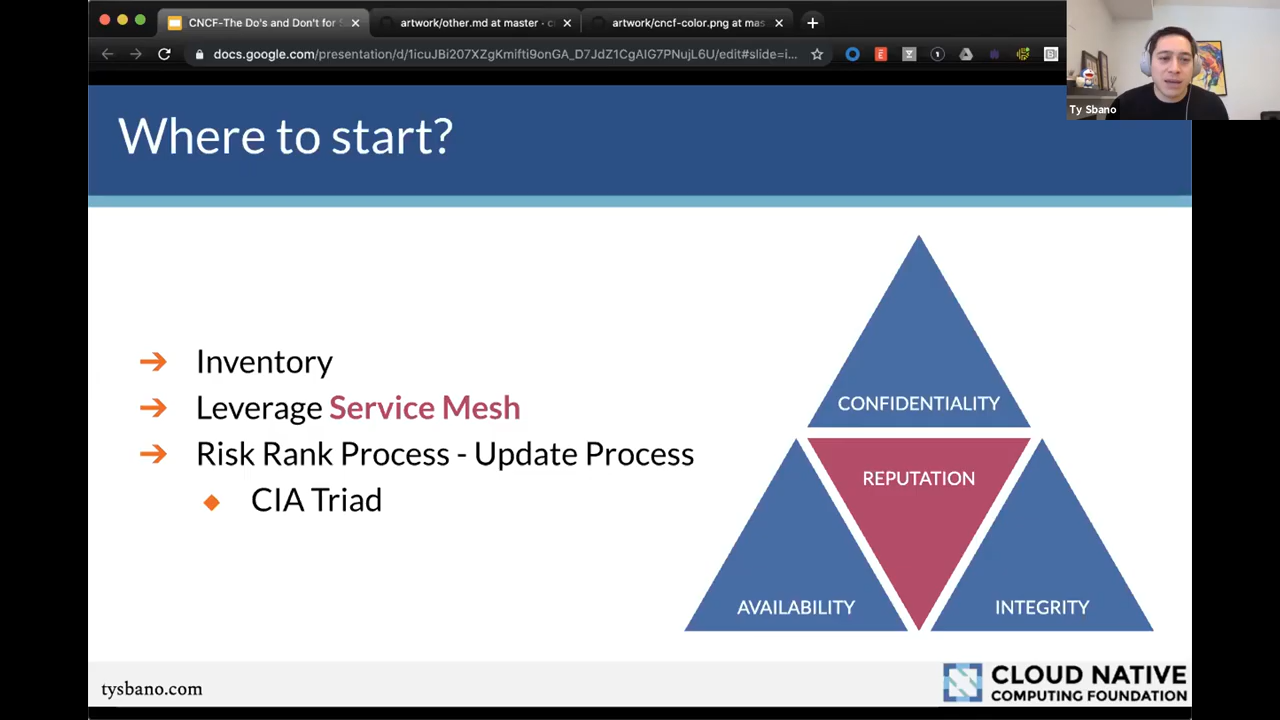 CNCF-The Do's and Don't for S
artwork/other.md at master · c
artwork/cncf-color.png at mas
docs.google.com/presentation/d/1icuJBi207XZgKmifti9onGA_D7JdZ1CgAIG7PNujL6U/edit#slide=i...
Ty Sbano
Where to start?
Inventory
Leverage Service Mesh
Risk Rank Process - Update Process
CIA Triad
CONFIDENTIALITY
REPUTATION
AVAILABILITY
INTEGRITY
tysbano.com
CLOUD NATIVE
COMPUTING FOUNDATION